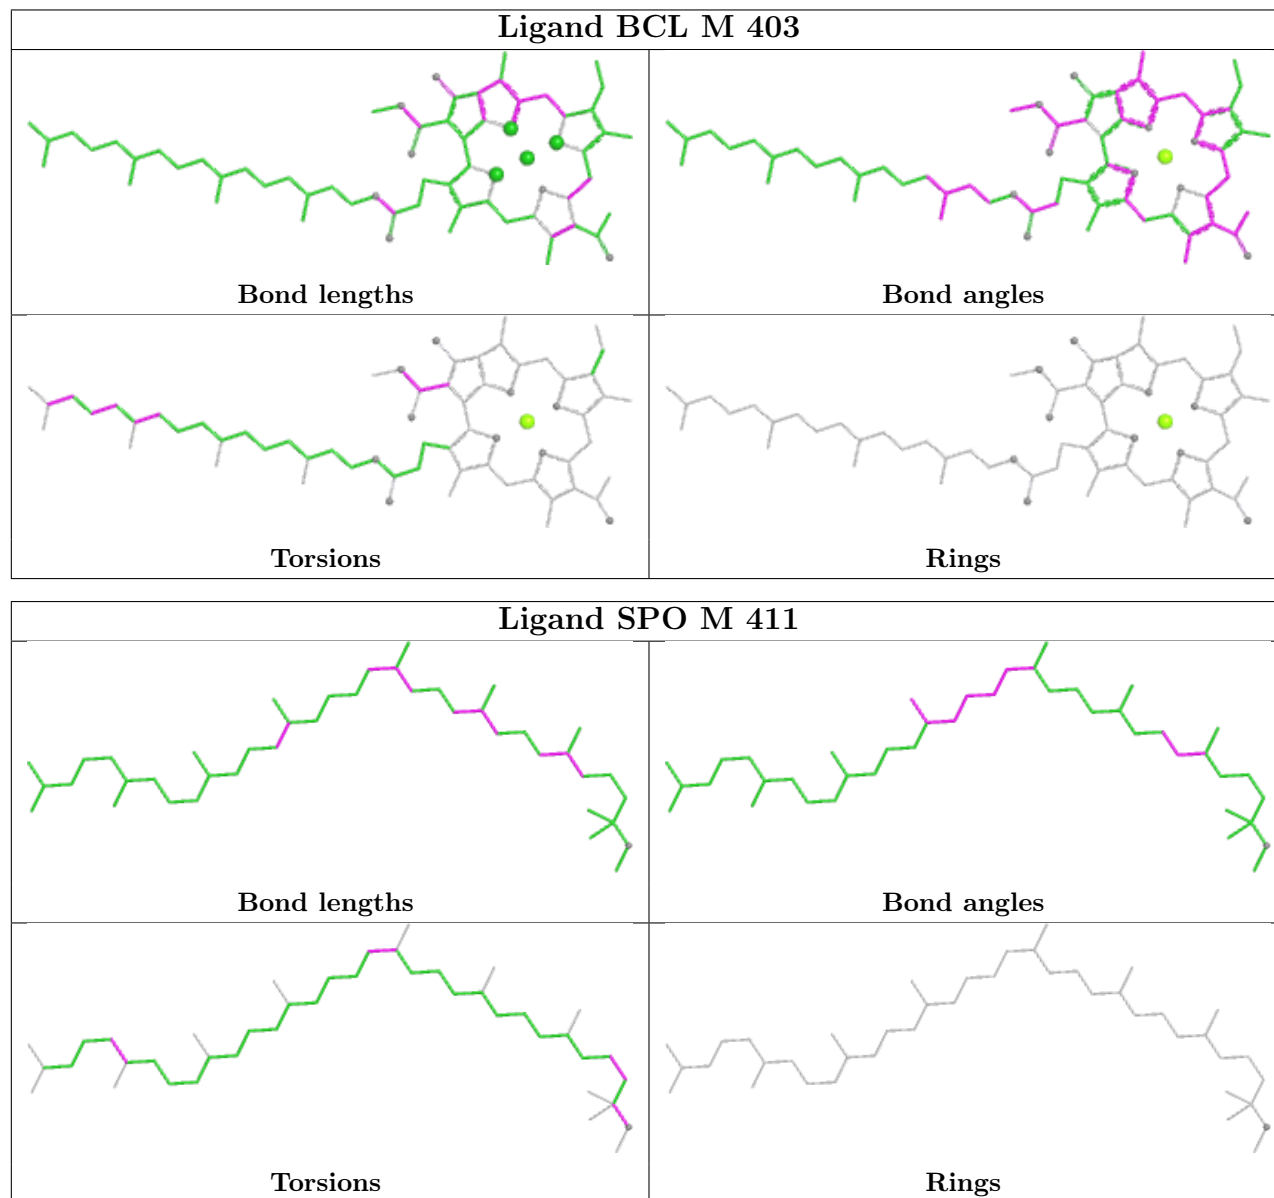 Ligand BCL M 403
Bond lengths
Bond angles
Torsions
Rings
Ligand SPO M 411
Bond lengths
Bond angles
Torsions
Rings